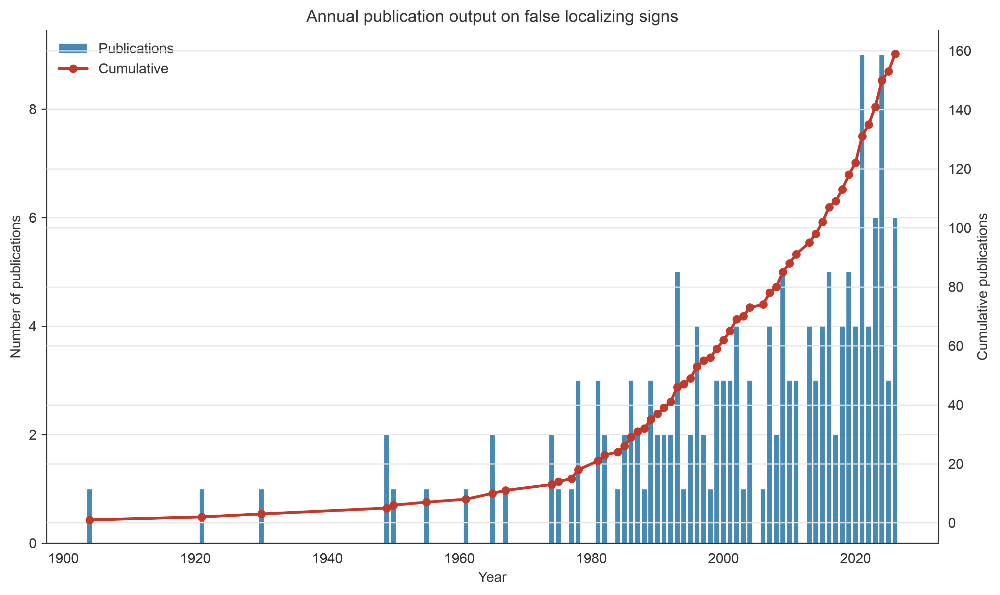 Annual publication output on false localizing signs
Publications
Cumulative
Number of publications
8
6
4
2
0
160
140
120
100
80
60
40
20
0
Cumulative publications
1900 1920 1940 1960 1980 2000 2020
Year